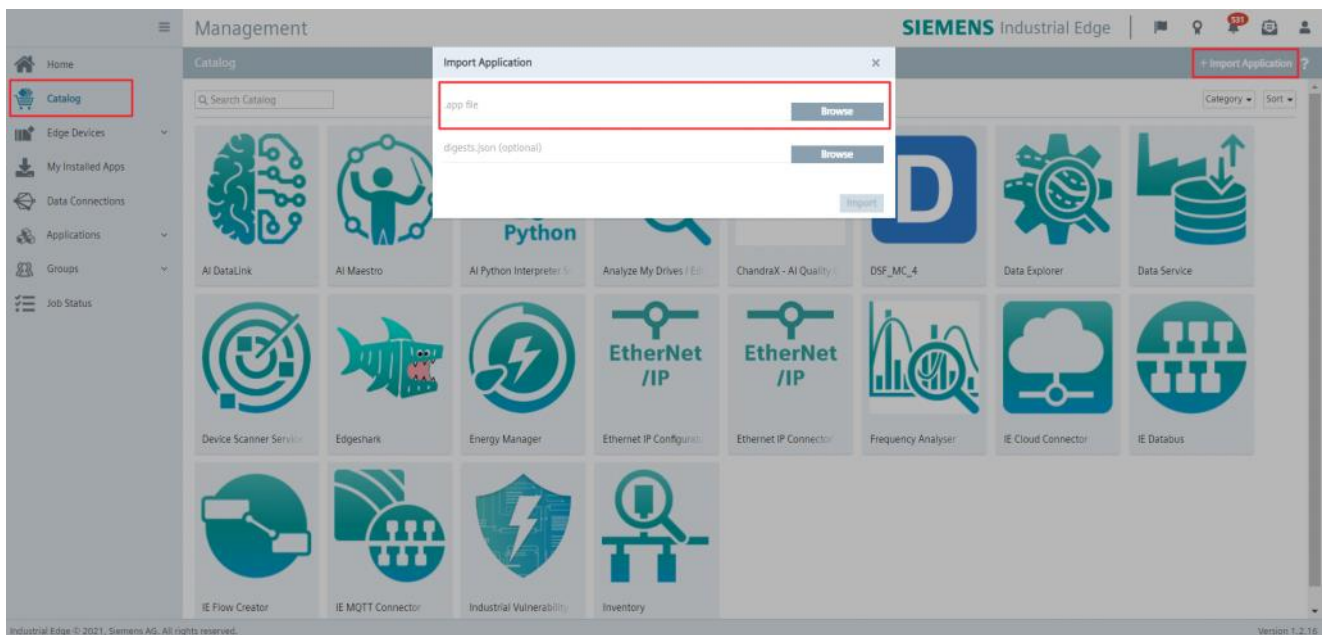 Management
SIEMENS Industrial Edge
531
Home
Catalog
Edge Devices
My Installed Apps
Data Connections
Applications
Groups
Job Status
Catalog
+ Import Application ?
Search Catalog
Category
Sort
Import Application
.app file
Browse
digests.json (optional)
Browse
Import
Python
D
AI DataLink
AI Maestro
AI Python Interpreter
Analyze My Drives
ChandraX - AI Quality
DSF_MC_4
Data Explorer
Data Service
EtherNet
/IP
EtherNet
/IP
Device Scanner Service
Edgeshark
Energy Manager
Ethernet IP Configurat
Ethernet IP Connector
Frequency Analyser
IE Cloud Connector
IE Databus
IE Flow Creator
IE MQTT Connector
Industrial Vulnerability
Inventory
Industrial Edge © 2021, Siemens AG. All rights reserved.
Version 1.2.16